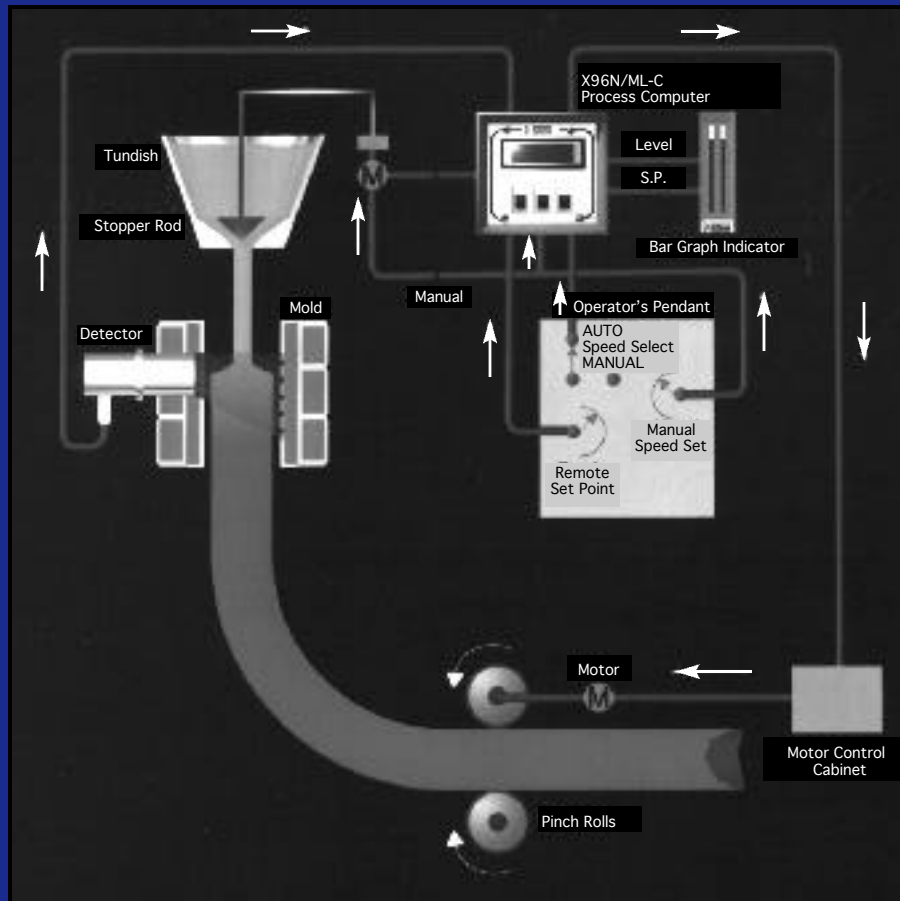 X96N/ML-C
Process Computer
Tundish
Level
S.P.
Stopper Rod
Bar Graph Indicator
M
Manual
Mold
Operator's Pendant
Detector
AUTO
Speed Select
MANUAL
Manual
Speed Set
Remote
Set Point
Motor
M
Motor Control
Cabinet
Pinch Rolls